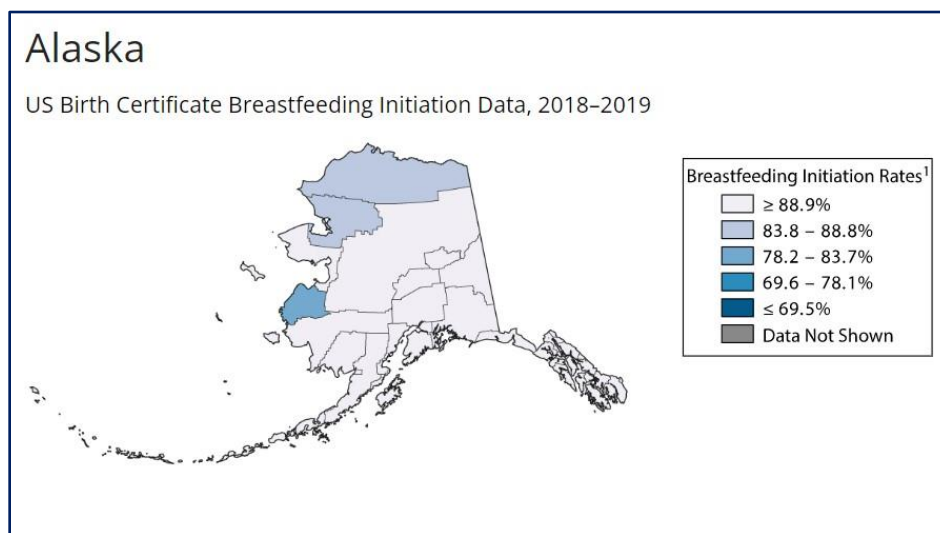 Alaska
US Birth Certificate Breastfeeding Initiation Data, 2018–2019
Breastfeeding Initiation Rates¹
≥ 88.9%
83.8 – 88.8%
78.2 – 83.7%
69.6 – 78.1%
≤ 69.5%
Data Not Shown